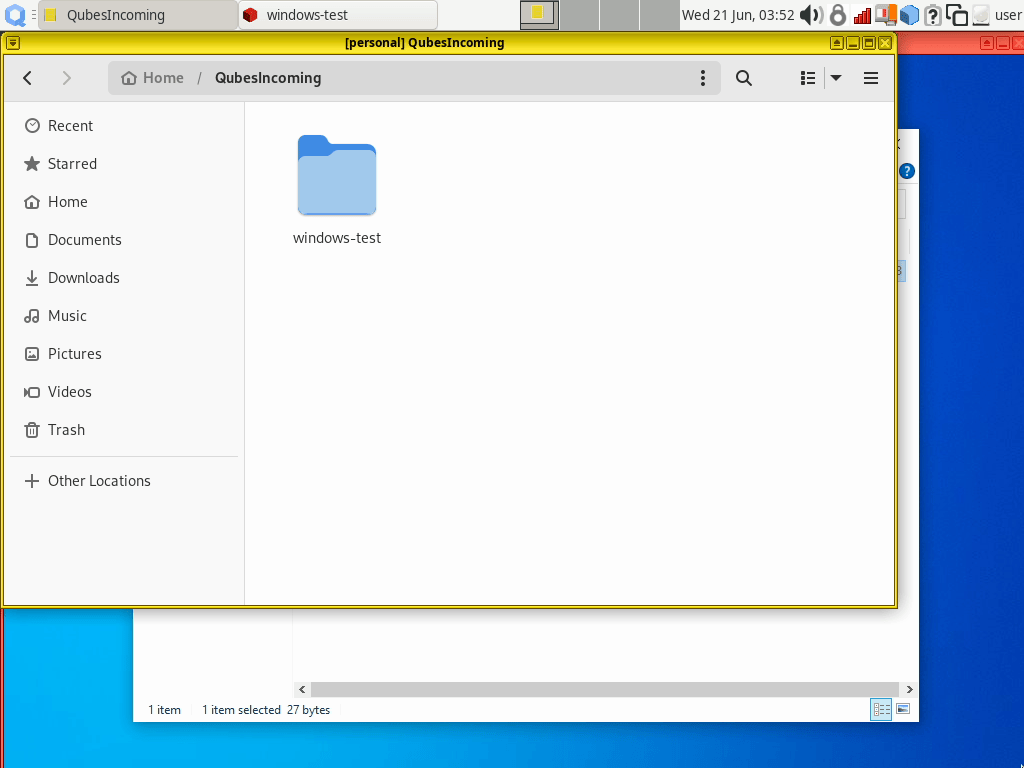 QubesIncoming
windows-test
Wed 21 Jun, 03:52
user
[personal] QubesIncoming
Home / QubesIncoming
Recent
Starred
Home
Documents
Downloads
Music
Pictures
Videos
Trash
Other Locations
windows-test
1 item 1 item selected 27 bytes